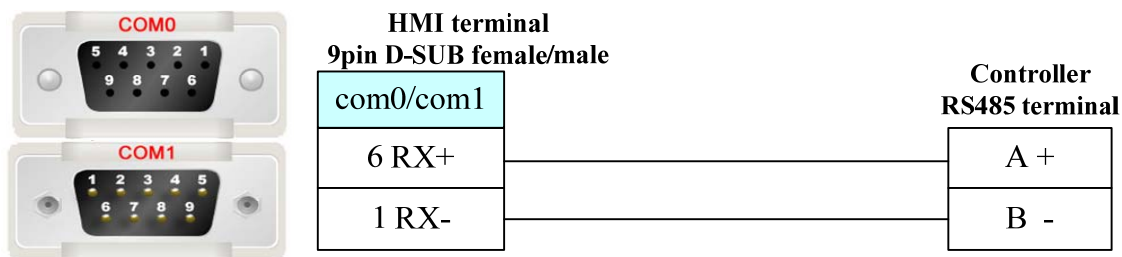 COM0
5 4 3 2 1
9 8 7 6
COM1
1 2 3 4 5
6 7 8 9
HMI terminal
9pin D-SUB female/male
com0/com1
6 RX+
1 RX-
Controller
RS485 terminal
A +
B -